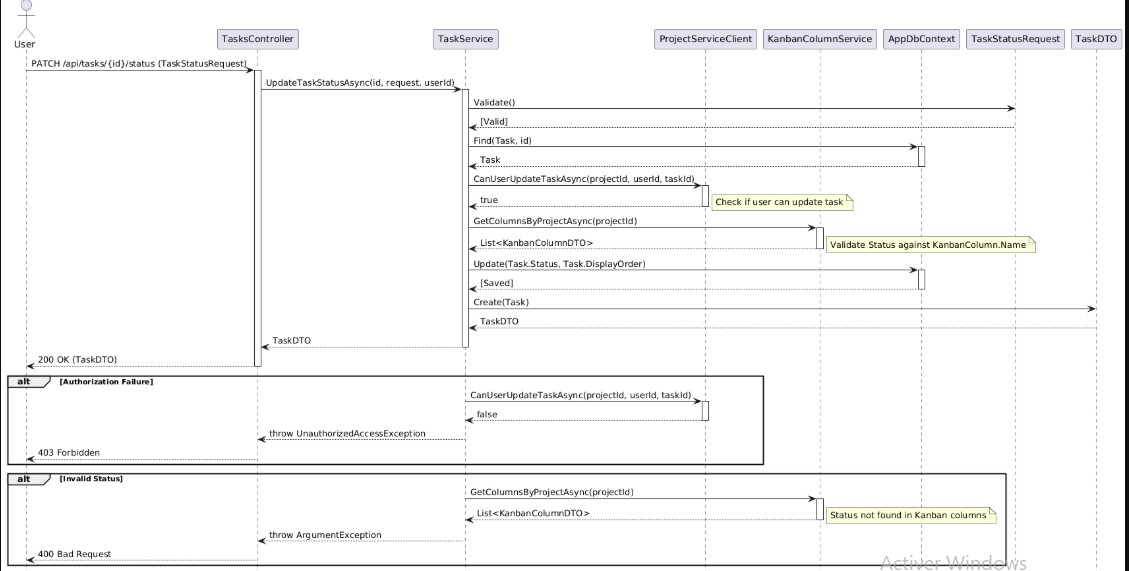 User
TasksController
TaskService
ProjectServiceClient
KanbanColumnService
AppDbContext
TaskStatusRequest
TaskDTO
PATCH /api/tasks/{id}/status (TaskStatusRequest)
UpdateTaskStatusAsync(id, request, userId)
Validate()
[Valid]
Find(Task, id)
Task
CanUserUpdateTaskAsync(projectId, userId, taskId)
true
Check if user can update task
GetColumnsByProjectAsync(projectId)
List<KanbanColumnDTO>
Validate Status against KanbanColumn.Name
Update(Task.Status, Task.DisplayOrder)
[Saved]
Create(Task)
TaskDTO
TaskDTO
200 OK (TaskDTO)
alt [Authorization Failure]
CanUserUpdateTaskAsync(projectId, userId, taskId)
false
throw UnauthorizedAccessException
403 Forbidden
alt [Invalid Status]
GetColumnsByProjectAsync(projectId)
List<KanbanColumnDTO>
Status not found in Kanban columns
throw ArgumentException
400 Bad Request
Activer Windows